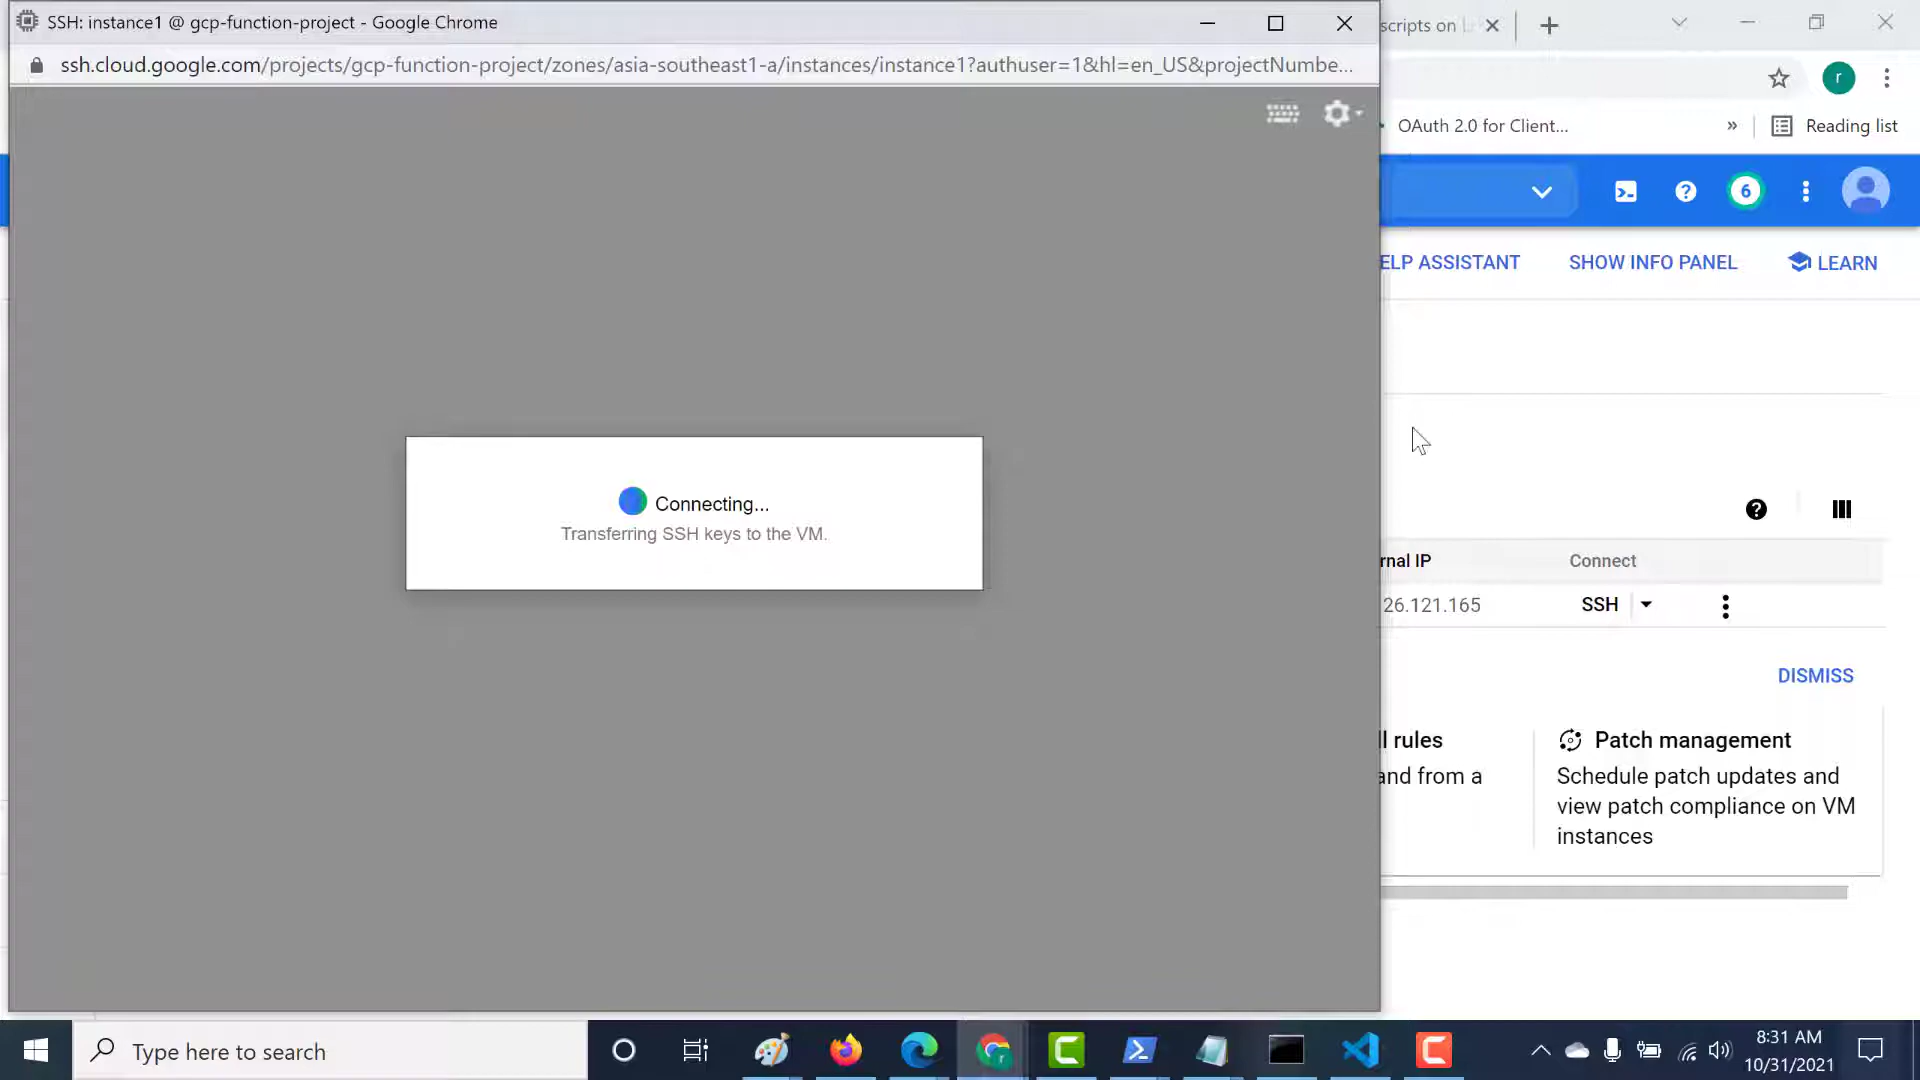 SSH: instance1 @ gcp-function-project - Google Chrome
scripts on L
ssh.cloud.google.com/projects/gcp-function-project/zones/asia-southeast1-a/instances/instance1?authuser=1&hl=en_US&projectNumbe...
r
OAuth 2.0 for Client...
»
Reading list
6
ELP ASSISTANT
SHOW INFO PANEL
LEARN
Connecting...
Transferring SSH keys to the VM.
rnal IP
Connect
26.121.165
SSH
DISMISS
ll rules
and from a
Patch management
Schedule patch updates and
view patch compliance on VM
instances
Type here to search
8:31 AM
10/31/2021